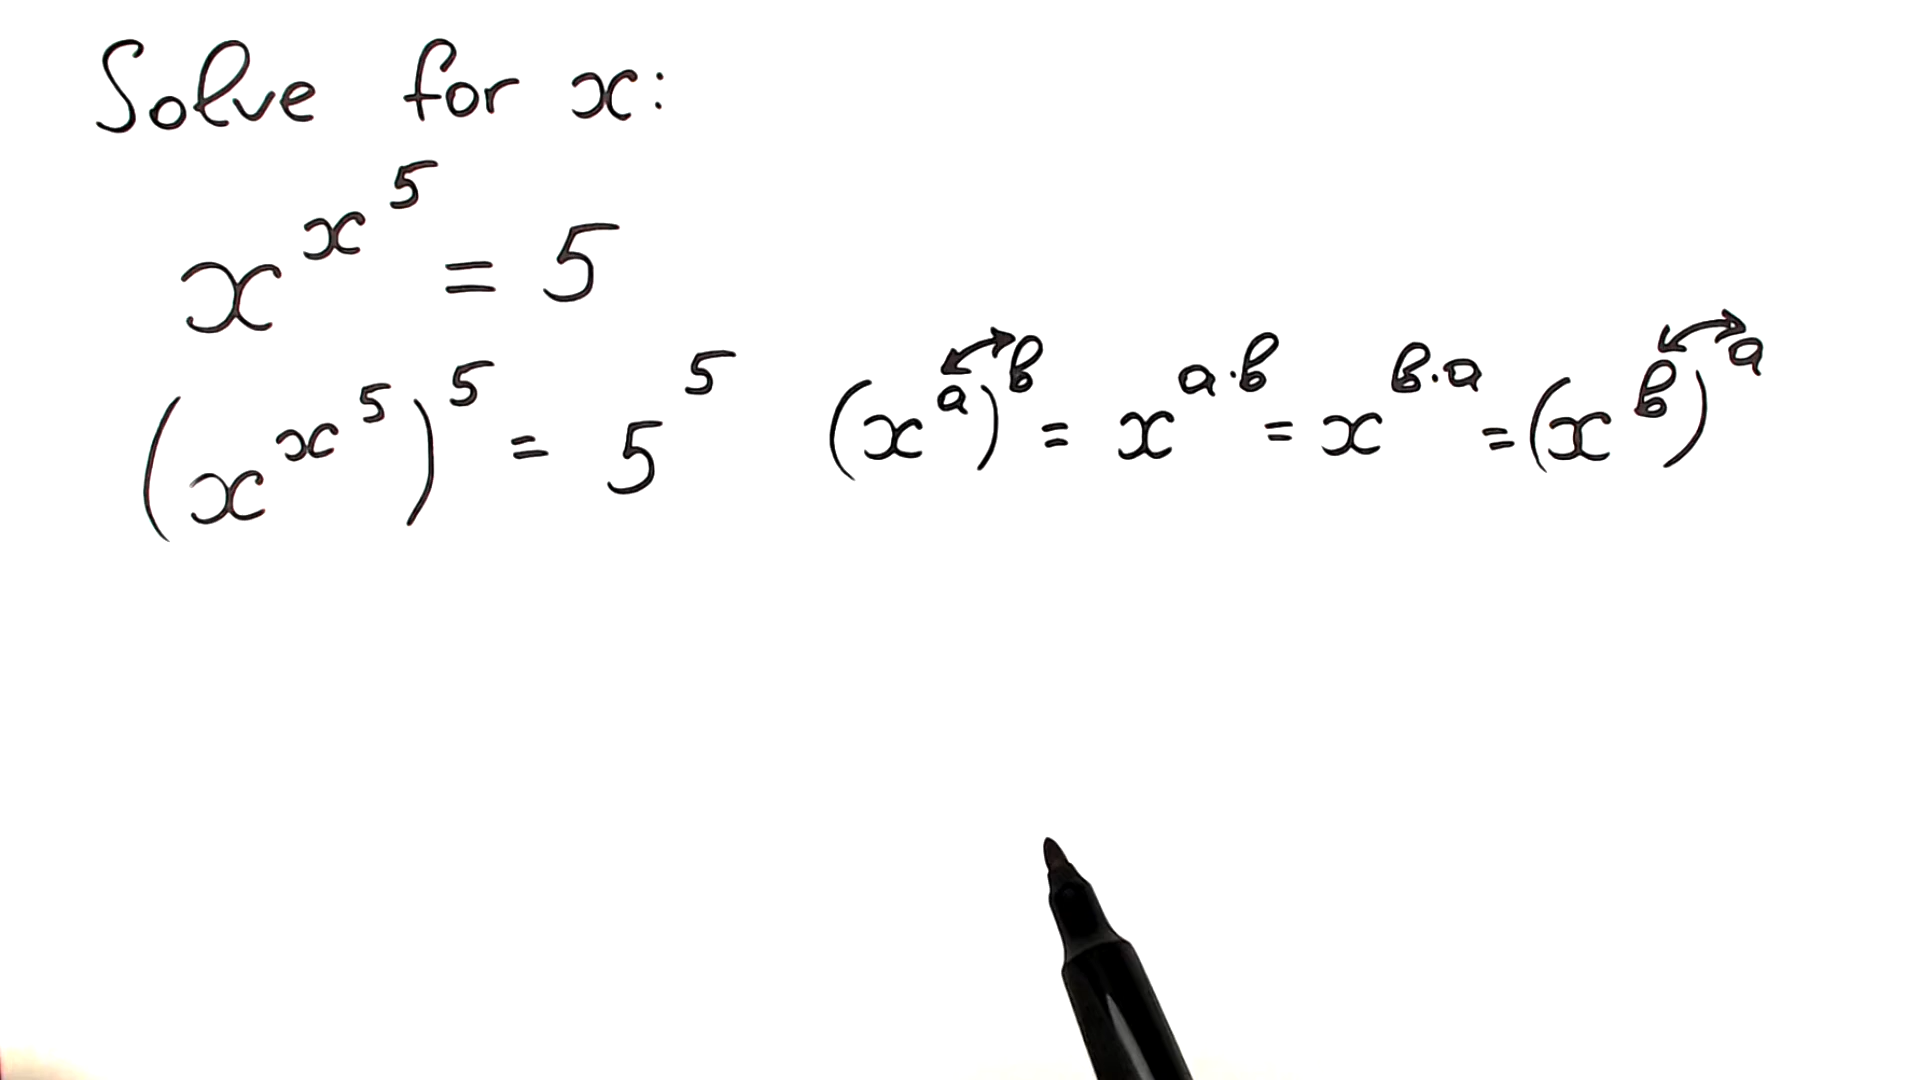 Solve for x:
x^{x^5} = 5
(x^{x^5})^5 = 5^5
(x^a)^b = x^{a·b} = x^{b·a} = (x^b)^a